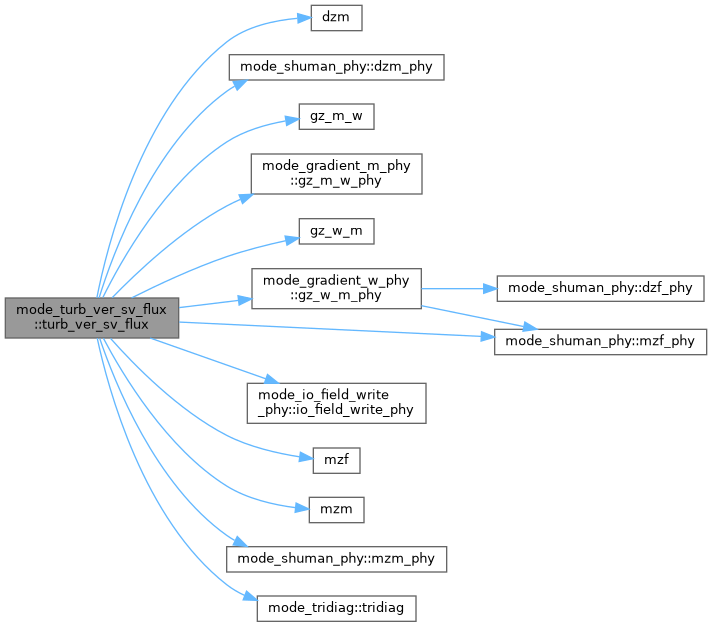 dzm
mode_shuman_phy::dzm_phy
gz_m_w
mode_gradient_m_phy
::gz_m_w_phy
gz_w_m
mode_gradient_w_phy
::gz_w_m_phy
mode_shuman_phy::dzf_phy
mode_turb_ver_sv_flux
::turb_ver_sv_flux
mode_shuman_phy::mzf_phy
mode_io_field_write
_phy::io_field_write_phy
mzf
mzm
mode_shuman_phy::mzm_phy
mode_tridiag::tridiag